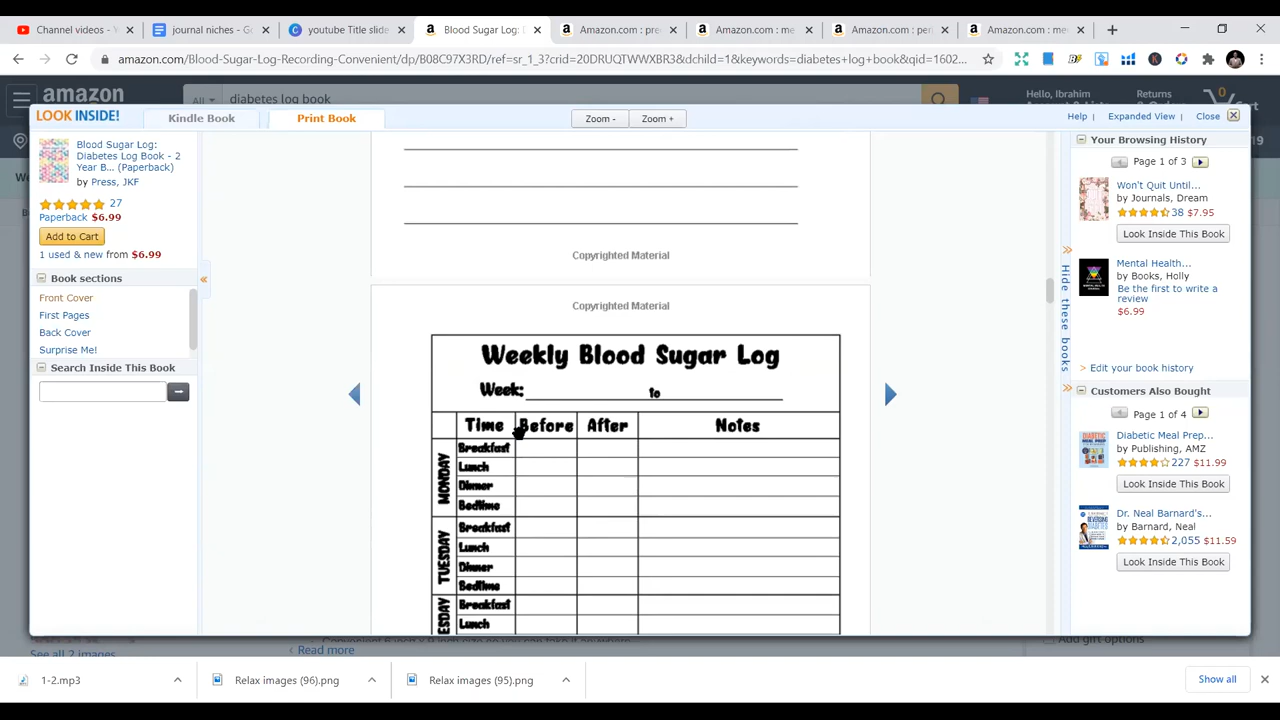 Channel videos - Y
journal niches - G
youtube Title slide
Blood Sugar Log:
Amazon.com : pre
Amazon.com : me
Amazon.com : per
Amazon.com : me
amazon.com/Blood-Sugar-Log-Recording-Convenient/dp/B08C97X3RD/ref=sr_1_3?crid=20DRUQTWWXBR3&dchild=1&keywords=diabetes+log+book&qid=1602...
amazon
All
diabetes log book
Hello, Ibrahim
Returns
0
LOOK INSIDE!
Kindle Book
Print Book
Zoom -
Zoom +
Help
Expanded View
Close
Blood Sugar Log:
Diabetes Log Book - 2
Year B... (Paperback)
by Press, JKF
27
Paperback $6.99
Add to Cart
1 used & new from $6.99
Book sections
Front Cover
First Pages
Back Cover
Surprise Me!
Search Inside This Book
Copyrighted Material
Copyrighted Material
Weekly Blood Sugar Log
Week: to
Time Before After Notes
MONDAY
Breakfast
Lunch
Dinner
Bedtime
TUESDAY
Breakfast
Lunch
Dinner
Bedtime
ESDAY
Breakfast
Lunch
Hide these books
Your Browsing History
Page 1 of 3
Won't Quit Until...
by Journals, Dream
38 $7.95
Look Inside This Book
Mental Health...
by Books, Holly
Be the first to write a
review
$6.99
Look Inside This Book
> Edit your book history
Customers Also Bought
Page 1 of 4
Diabetic Meal Prep...
by Publishing, AMZ
227 $11.99
Look Inside This Book
Dr. Neal Barnard's...
by Barnard, Neal
2,055 $11.59
Look Inside This Book
See all 2 images
Read more
Add gift options
1-2.mp3
Relax images (96).png
Relax images (95).png
Show all